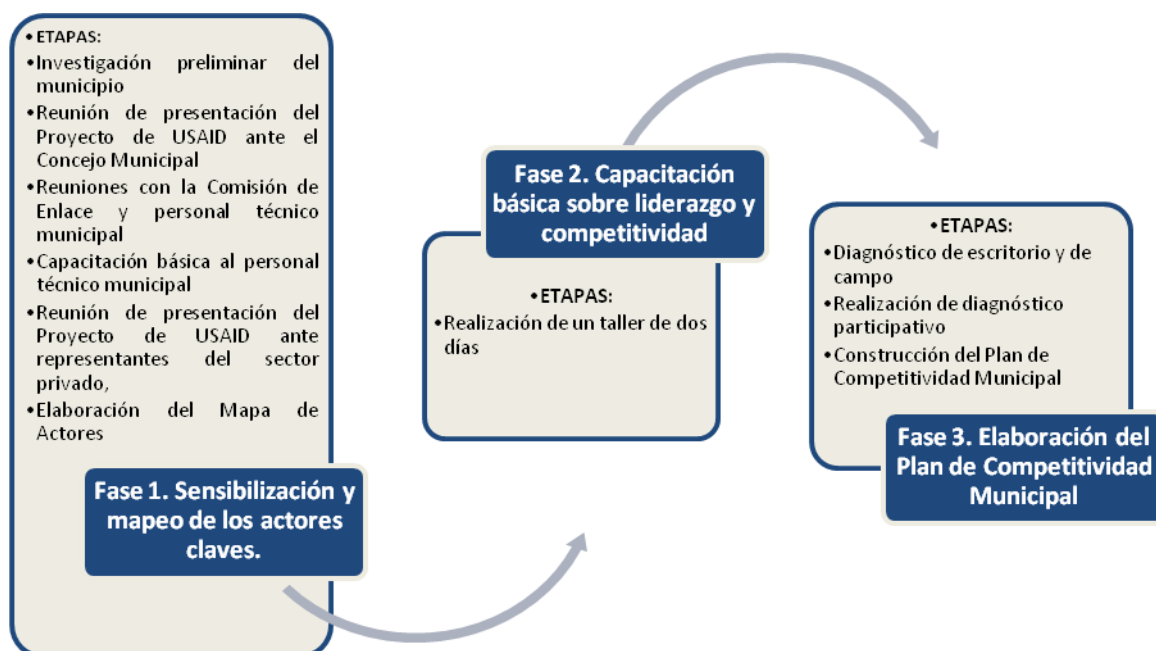 •ETAPAS:
•Investigación preliminar del
municipio
•Reunión de presentación del
Proyecto de USAID ante el
Concejo Municipal
•Reuniones con la Comisión de
Enlace y personal técnico
municipal
•Capacitación básica al personal
técnico municipal
•Reunión de presentación del
Proyecto de USAID ante
representantes del sector
privado,
•Elaboración del Mapa de
Actores
Fase 1. Sensibilización y
mapeo de los actores
claves.
Fase 2. Capacitación
básica sobre liderazgo y
competitividad
•ETAPAS:
•Realización de un taller de dos
días
•ETAPAS:
•Diagnóstico de escritorio y de
campo
•Realización de diagnóstico
participativo
•Construcción del Plan de
Competitividad Municipal
Fase 3. Elaboración del
Plan de Competitividad
Municipal